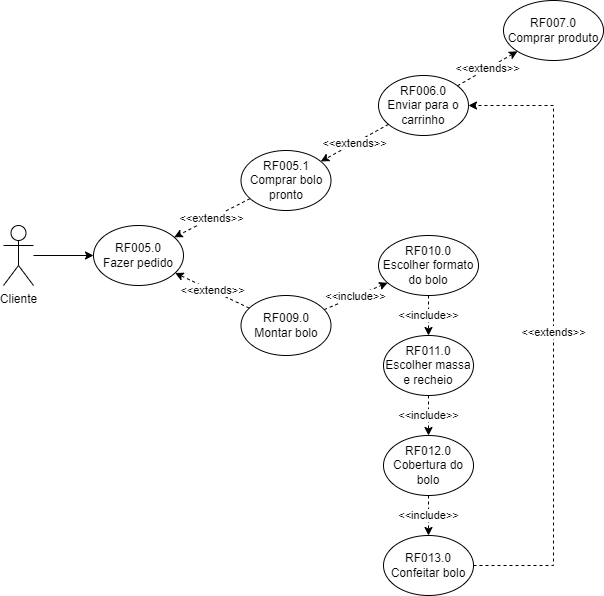 RF007.0
Comprar produto
<<extends>>
RF006.0
Enviar para o
carrinho
<<extends>>
RF005.1
Comprar bolo
pronto
<<extends>>
RF005.0
Fazer pedido
Cliente
<<extends>>
RF009.0
Montar bolo
<<include>>
RF010.0
Escolher formato
do bolo
<<include>>
<<extends>>
RF011.0
Escolher massa
e recheio
<<include>>
RF012.0
Cobertura do
bolo
<<include>>
RF013.0
Confeitar bolo